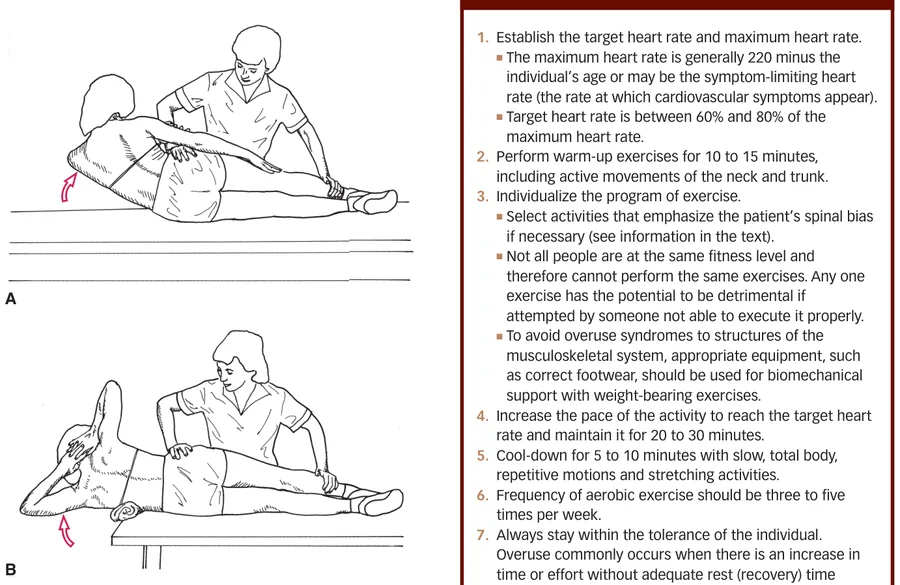 A
B
1. Establish the target heart rate and maximum heart rate.
■ The maximum heart rate is generally 220 minus the
individual's age or may be the symptom-limiting heart
rate (the rate at which cardiovascular symptoms appear).
■ Target heart rate is between 60% and 80% of the
maximum heart rate.
2. Perform warm-up exercises for 10 to 15 minutes,
including active movements of the neck and trunk.
3. Individualize the program of exercise.
■ Select activities that emphasize the patient's spinal bias
if necessary (see information in the text).
■ Not all people are at the same fitness level and
therefore cannot perform the same exercises. Any one
exercise has the potential to be detrimental if
attempted by someone not able to execute it properly.
■ To avoid overuse syndromes to structures of the
musculoskeletal system, appropriate equipment, such
as correct footwear, should be used for biomechanical
support with weight-bearing exercises.
4. Increase the pace of the activity to reach the target heart
rate and maintain it for 20 to 30 minutes.
5. Cool-down for 5 to 10 minutes with slow, total body,
repetitive motions and stretching activities.
6. Frequency of aerobic exercise should be three to five
times per week.
7. Always stay within the tolerance of the individual.
Overuse commonly occurs when there is an increase in
time or effort without adequate rest (recovery) time